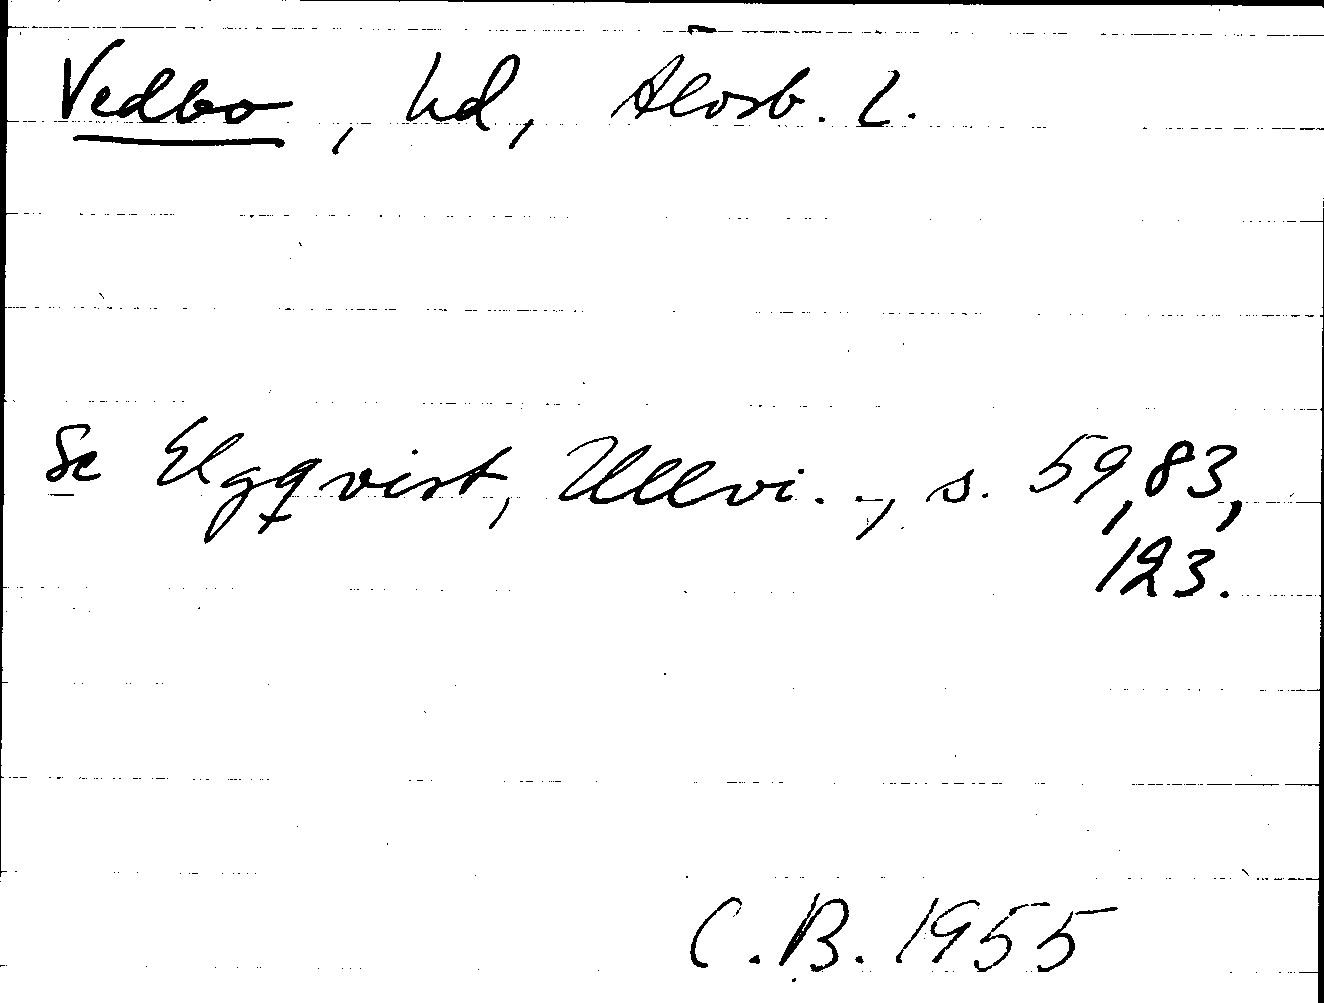 Vedbo, hd, Älvsb. l.
Se Elgqvist, Ullvi.-, s. 59, 83,
123.
C.B. 1955